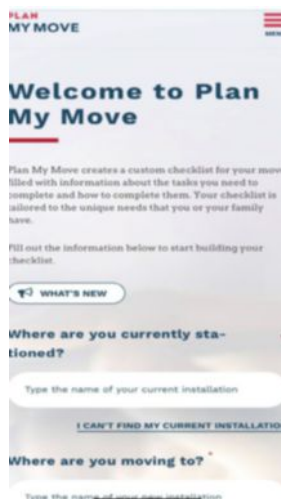 PLAN
MY MOVE
MENU
Welcome to Plan
My Move
Plan My Move creates a custom checklist for your move
filled with information about the tasks you need to
complete and how to complete them. Your checklist is
tailored to the unique needs that you or your family
have.
Fill out the information below to start building your
checklist.
WHAT'S NEW
Where are you currently sta-
tioned?
Type the name of your current installation
I CAN'T FIND MY CURRENT INSTALLATIO
Where are you moving to? *
Type the name of your new installation